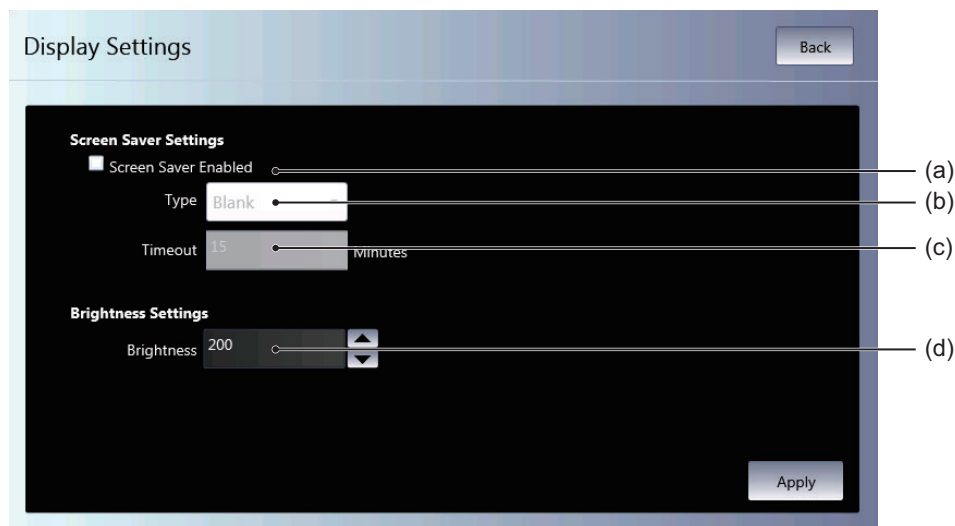 Display Settings
Back
Screen Saver Settings
Screen Saver Enabled
(a)
Type Blank
(b)
Timeout 15 Minutes
(c)
Brightness Settings
Brightness 200
(d)
Apply